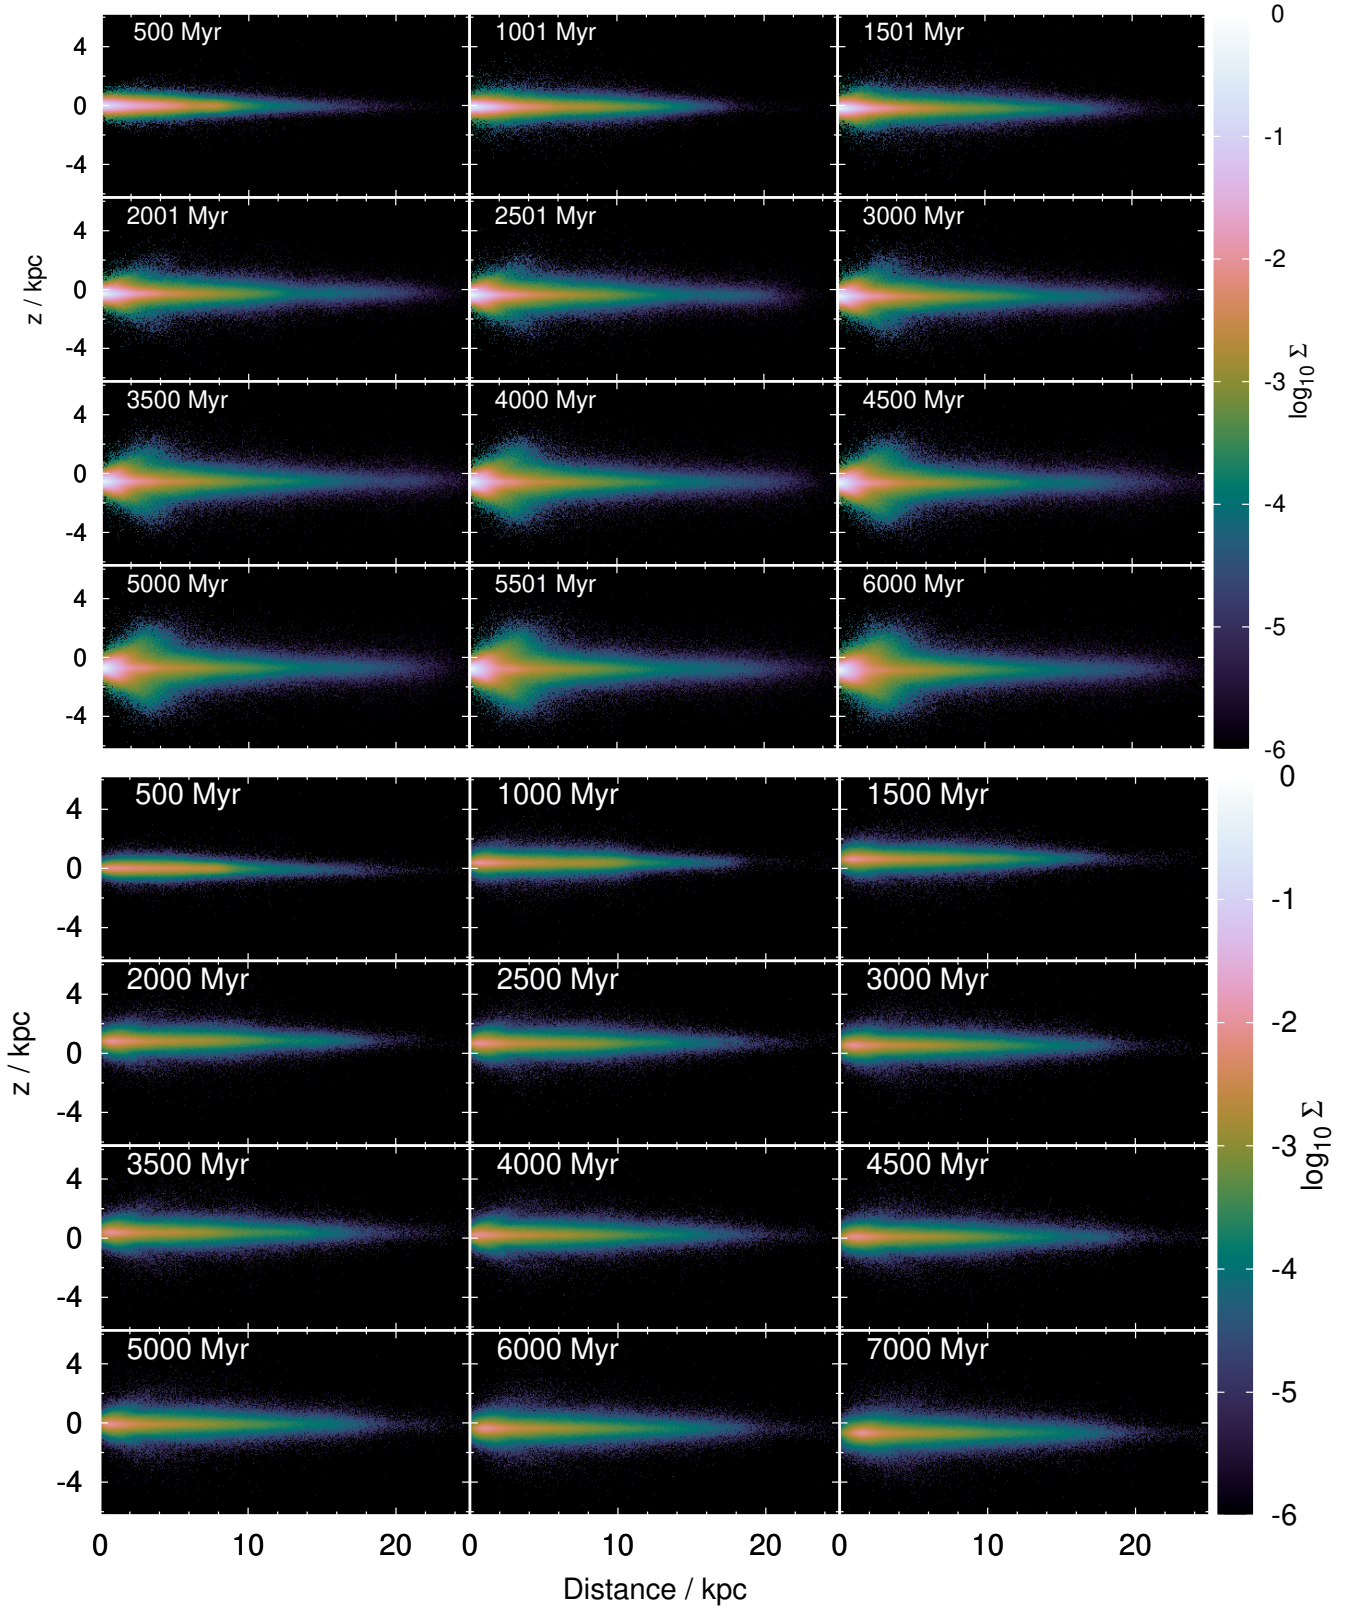 500 Myr
1001 Myr
1501 Myr
4
0
-4
2001 Myr
2501 Myr
3000 Myr
4
0
-4
3500 Myr
4000 Myr
4500 Myr
4
0
-4
5000 Myr
5501 Myr
6000 Myr
4
0
-4
z / kpc
0
-1
-2
-3
-4
-5
-6
log₁₀ Σ
500 Myr
1000 Myr
1500 Myr
4
0
-4
2000 Myr
2500 Myr
3000 Myr
4
0
-4
3500 Myr
4000 Myr
4500 Myr
4
0
-4
5000 Myr
6000 Myr
7000 Myr
4
0
-4
z / kpc
0
-1
-2
-3
-4
-5
-6
log₁₀ Σ
0 10 20 0 10 20 0 10 20
Distance / kpc